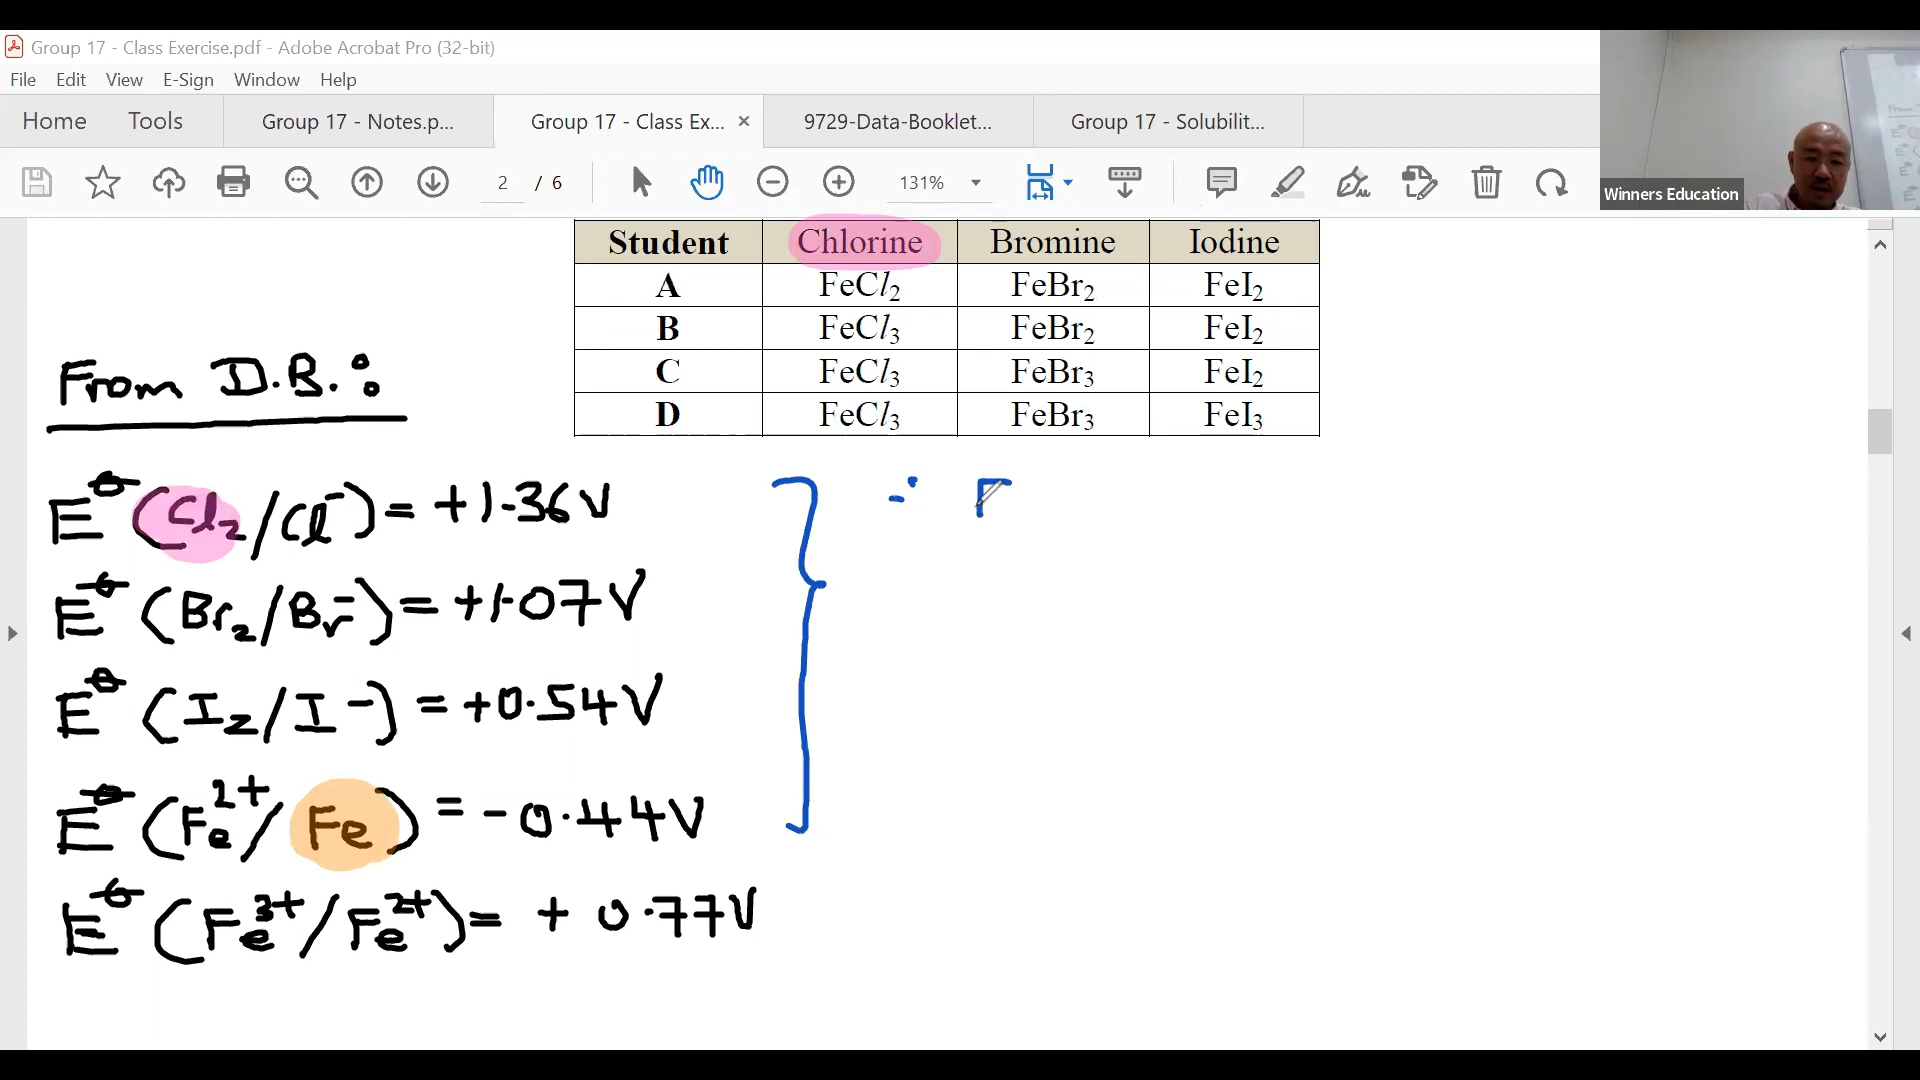 Group 17 - Class Exercise.pdf - Adobe Acrobat Pro (32-bit)
File Edit View E-Sign Window Help
Home Tools Group 17 - Notes.p... Group 17 - Class Ex... × 9729-Data-Booklet... Group 17 - Solubilit...
2 / 6 131%
Winners Education
Student Chlorine Bromine Iodine
A FeCl₂ FeBr₂ FeI₂
B FeCl₃ FeBr₂ FeI₂
C FeCl₃ FeBr₃ FeI₂
D FeCl₃ FeBr₃ FeI₃
From D.B.:
E⦵(Cl₂/Cl⁻) = +1.36V
E⦵(Br₂/Br⁻) = +1.07V
E⦵(I₂/I⁻) = +0.54V
E⦵(Fe²⁺/Fe) = -0.44V
E⦵(Fe³⁺/Fe²⁺) = +0.77V